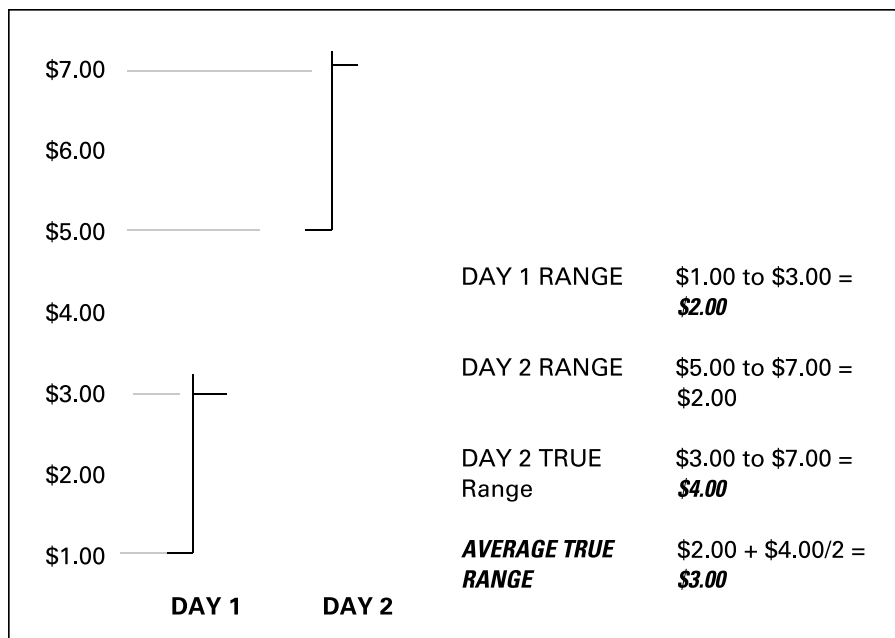 $7.00
$6.00
$5.00
$4.00
$3.00
$2.00
$1.00
DAY 1
DAY 2
DAY 1 RANGE
$1.00 to $3.00 =
$2.00
DAY 2 RANGE
$5.00 to $7.00 =
$2.00
DAY 2 TRUE
Range
$3.00 to $7.00 =
$4.00
AVERAGE TRUE
RANGE
$2.00 + $4.00/2 =
$3.00